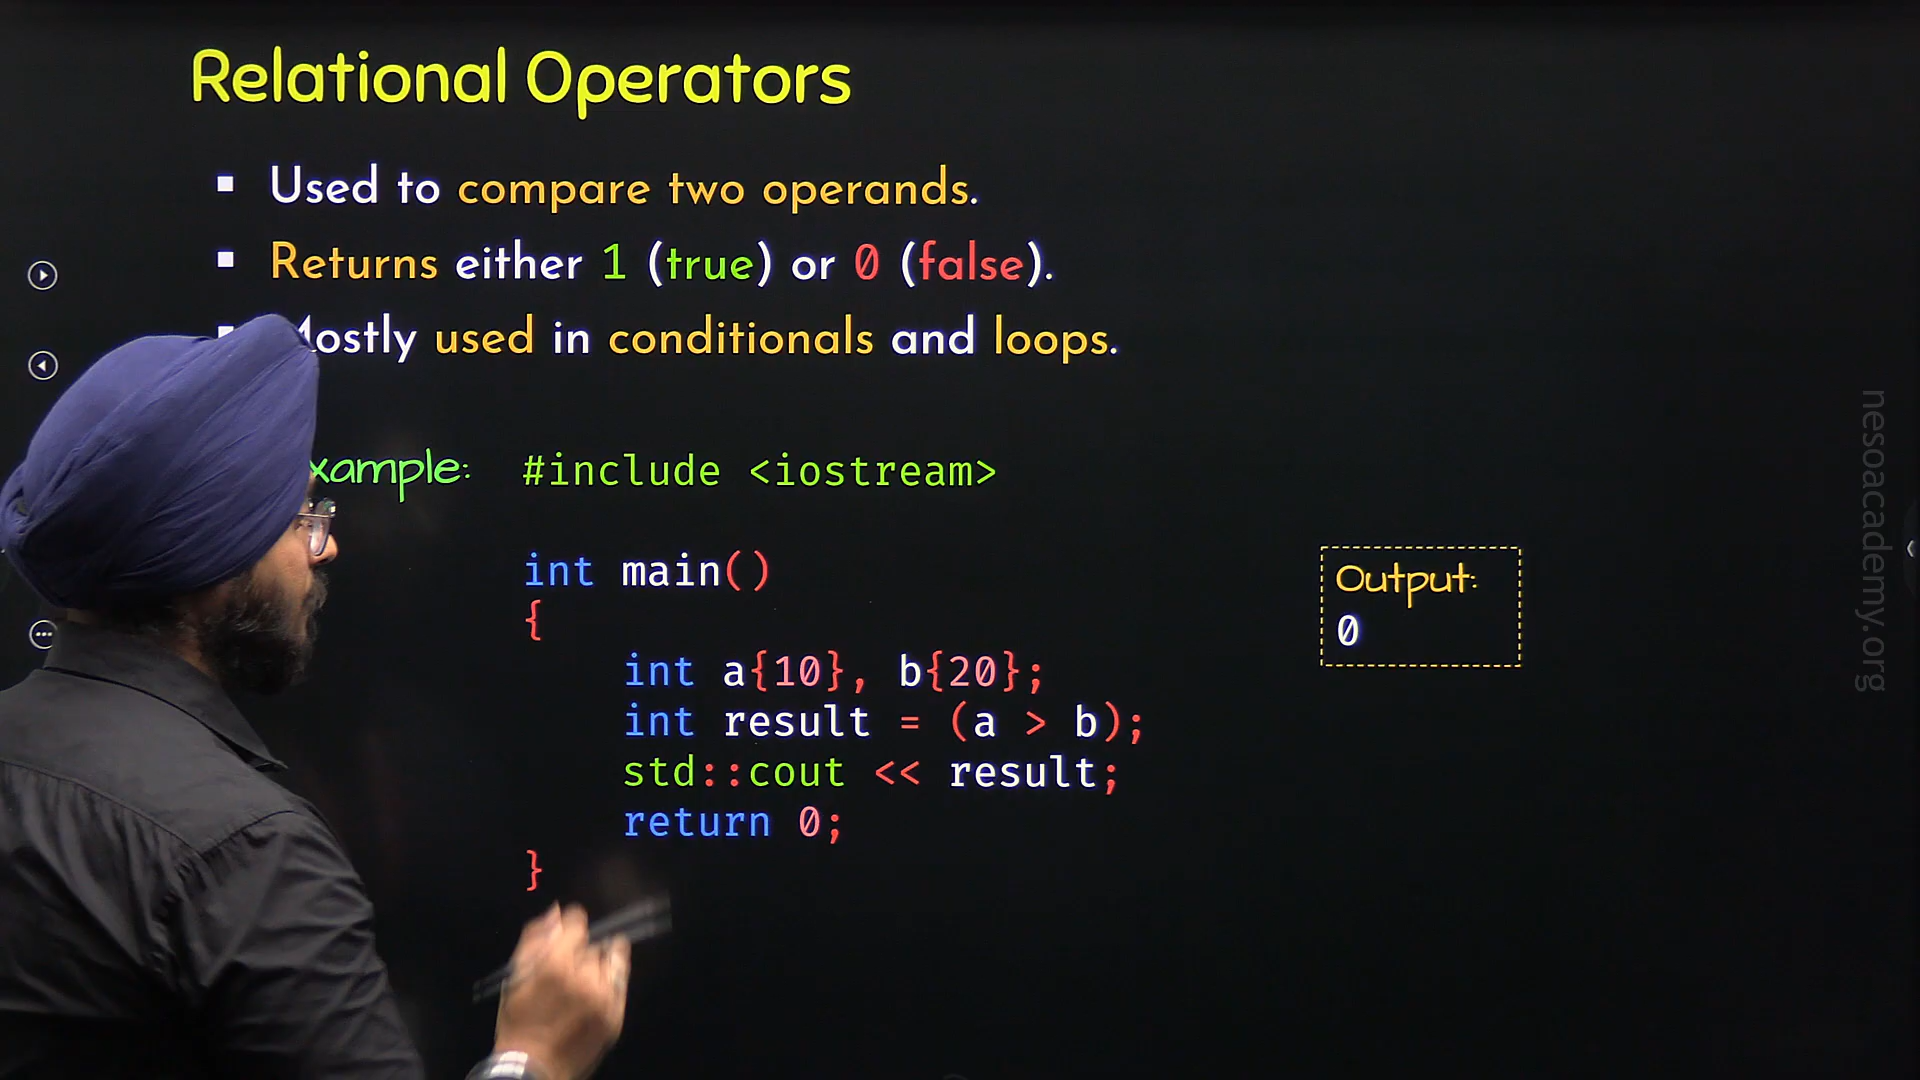 Relational Operators
▪ Used to compare two operands.
▪ Returns either 1 (true) or 0 (false).
▪ Mostly used in conditionals and loops.
xample: #include <iostream>
int main()
{
int a{10}, b{20};
int result = (a > b);
std::cout << result;
return 0;
}
Output:
0
nesoacademy.org